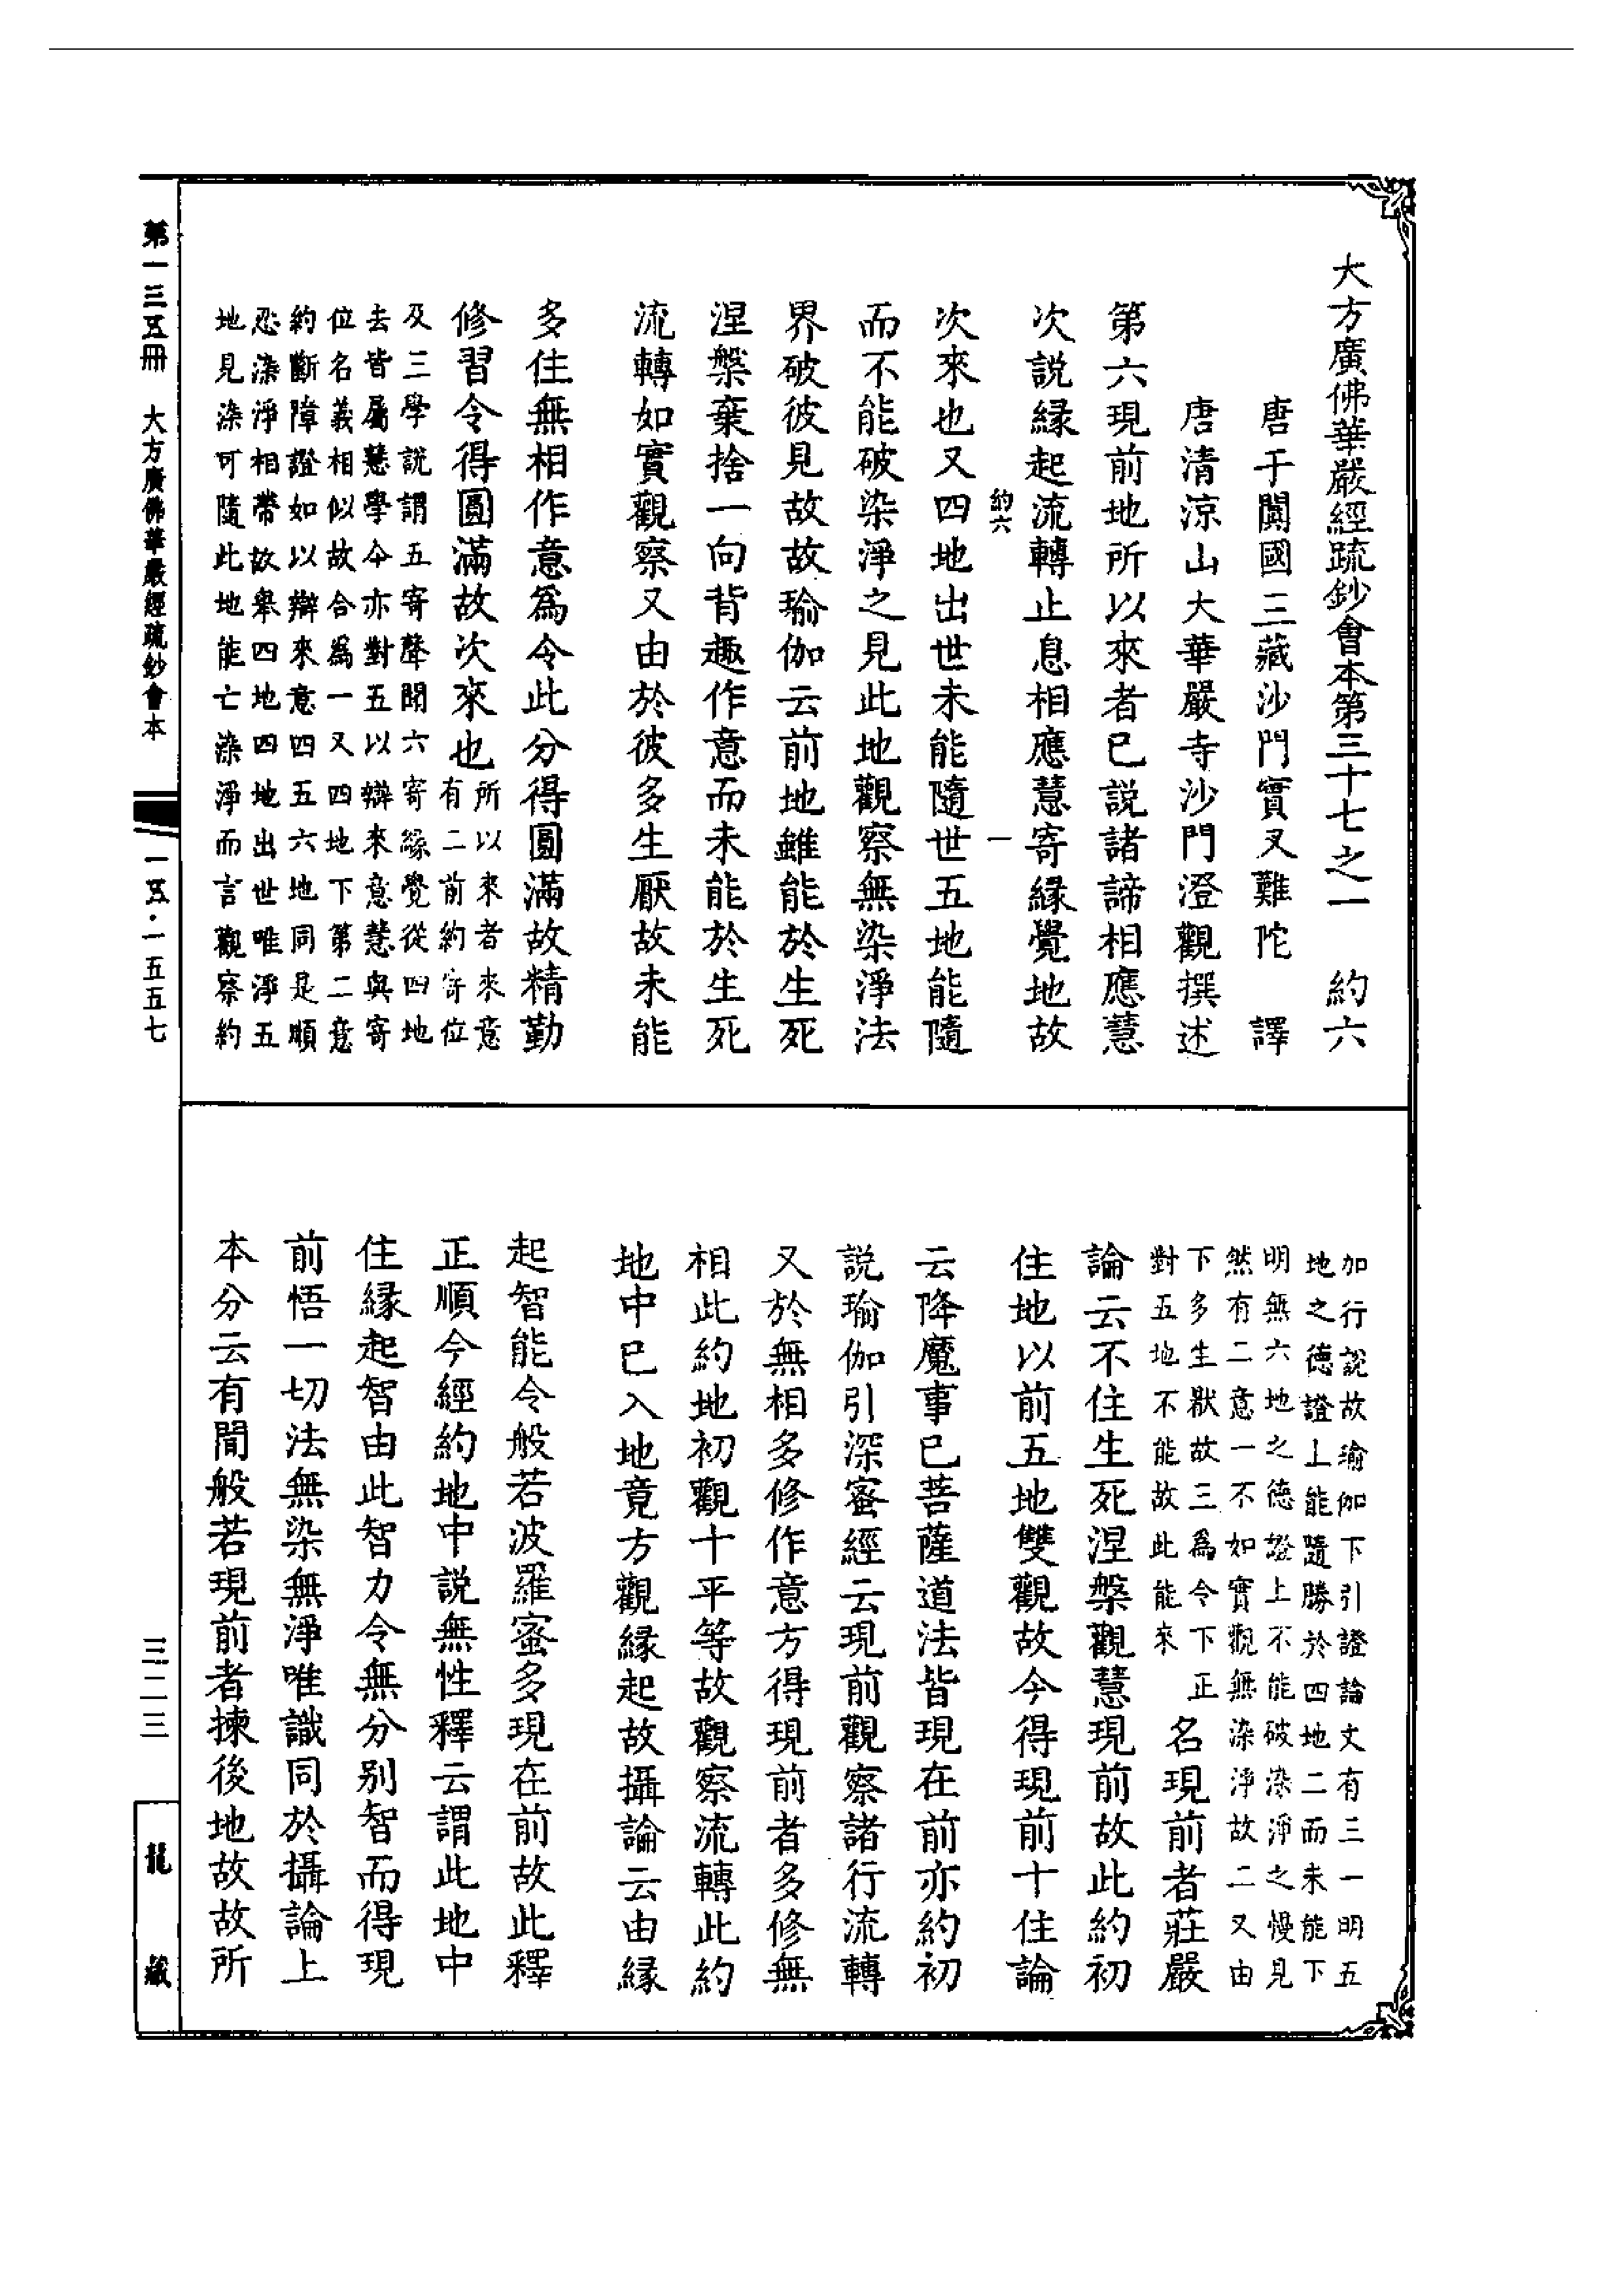 大方廣佛華嚴經疏鈔會本第三十七之一　約六
唐于闐國三藏沙門實叉難陀　譯
唐清涼山大華嚴寺沙門澄觀撰述
第六現前地所以來者已說諸諦相應慧
次說緣起流轉止息相應慧寄緣覺地故
約六　一
次來也又四地出世未能隨世五地能隨
而不能破染淨之見此地觀察無染淨法
界破彼見故故瑜伽云前地雖能於生死
涅槃棄捨一向背趣作意而未能於生死
流轉如實觀察又由於彼多生厭故未能
多住無相作意為令此分得圓滿故精勤
修習令得圓滿故次來也
所以來者來意
有二前約寄位
及三學說謂五寄聲聞六寄緣覺從四地
去皆屬慧學今亦對五以辯來意慧與寄
位名義相似故合為一又四地下第二意
約斷障證如以辯來意四五六地同是順
忍染淨相帶故舉四地四地出世唯淨五
地見染可隨此地能亡染淨而言觀察約
加行說故瑜伽下引證論文有三一明五
地之德證上能隨勝於四地二而未能下
明無六地之德證上不能破染淨之慢見
然有二意一不如實觀無染淨故二又由
下多生厭故三為令下正
對五地不能故此能來
名現前者莊嚴
論云不住生死涅槃觀慧現前故此約初
住地以前五地雙觀故今得現前十住論
云降魔事已菩薩道法皆現在前亦約初
說瑜伽引深蜜經云現前觀察諸行流轉
又於無相多修作意方得現前者多修無
相此約地初觀十平等故觀察流轉此約
地中已入地竟方觀緣起故攝論云由緣
起智能令般若波羅蜜多現在前故此釋
正順今經約地中說無性釋云謂此地中
住緣起智由此智力令無分別智而得現
前悟一切法無染無淨唯識同於攝論上
本分云有間般若現前者揀後地故故所
第一三五冊　大方廣佛華嚴經疏鈔會本
一三五·一五五七
三二三
龍藏